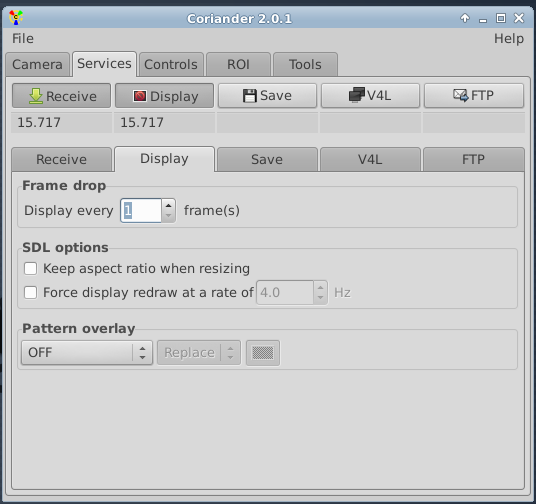 Coriander 2.0.1
File Help
Camera Services Controls ROI Tools
Receive Display Save V4L FTP
15.717 15.717
Receive Display Save V4L FTP
Frame drop
Display every 1 frame(s)
SDL options
Keep aspect ratio when resizing
Force display redraw at a rate of 4.0 Hz
Pattern overlay
OFF Replace